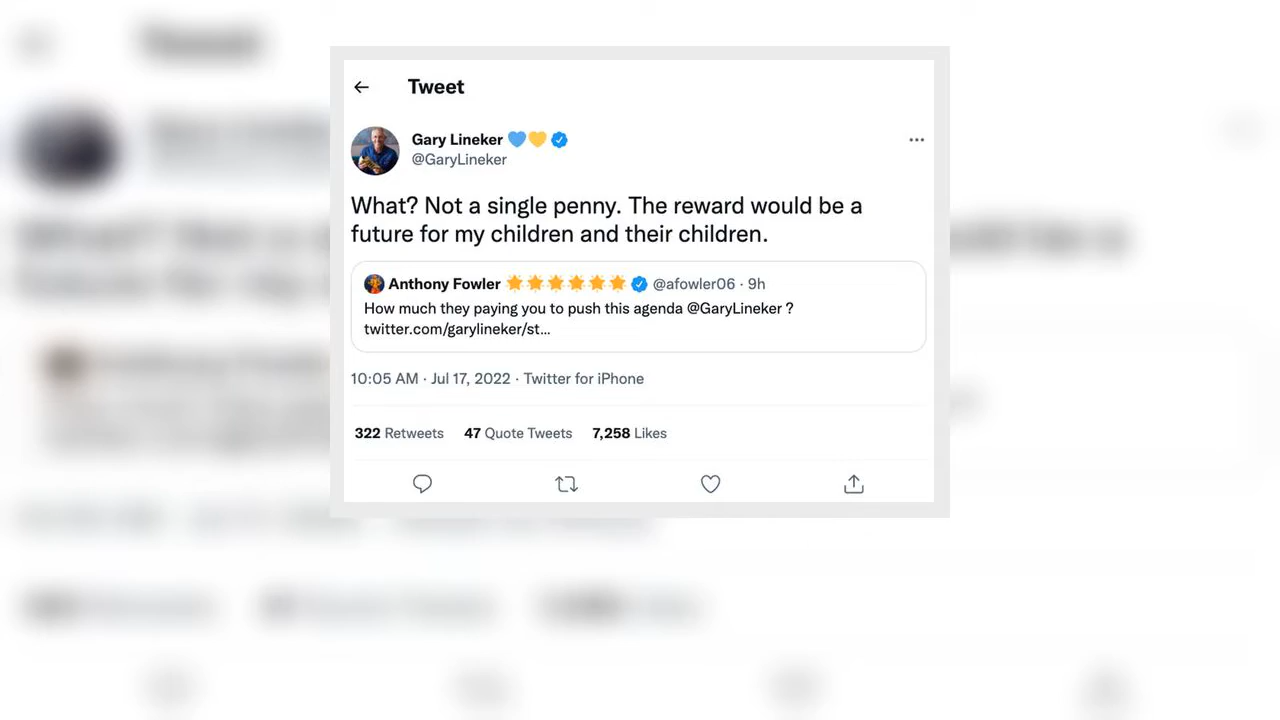 Tweet
Gary Lineker 💙💛
@GaryLineker
What? Not a single penny. The reward would be a
future for my children and their children.
Anthony Fowler 🌟🌟🌟🌟🌟🌟 @afowler06 · 9h
How much they paying you to push this agenda @GaryLineker ?
twitter.com/garylineker/st...
10:05 AM · Jul 17, 2022 · Twitter for iPhone
322 Retweets 47 Quote Tweets 7,258 Likes